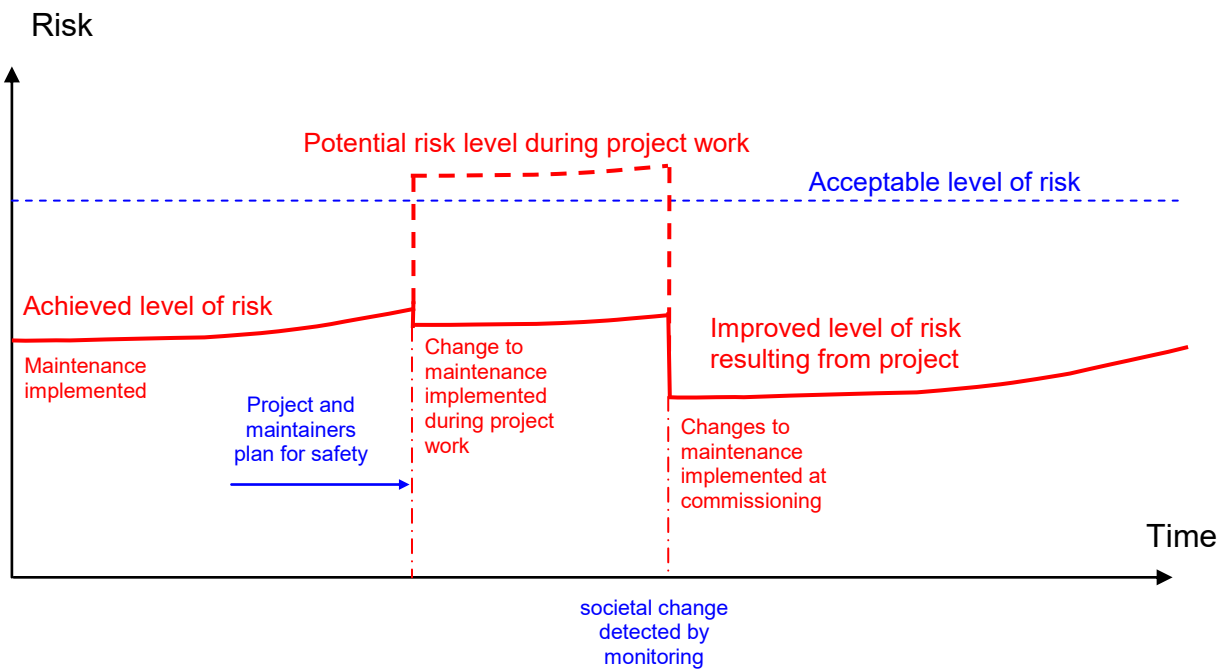 Risk
Potential risk level during project work
Acceptable level of risk
Achieved level of risk
Maintenance
implemented
Project and
maintainers
plan for safety
Change to
maintenance
implemented
during project
work
Improved level of risk
resulting from project
Changes to
maintenance
implemented at
commissioning
Time
societal change
detected by
monitoring